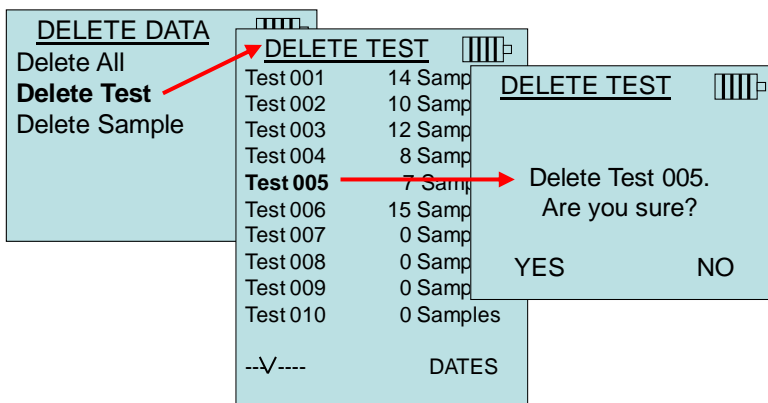 DELETE DATA
Delete All
Delete Test
Delete Sample
DELETE TEST
Test 001 14 Samp
Test 002 10 Samp
Test 003 12 Samp
Test 004 8 Samp
Test 005 7 Samp
Test 006 15 Samp
Test 007 0 Samp
Test 008 0 Samp
Test 009 0 Samp
Test 010 0 Samples
--\/---- DATES
DELETE TEST
Delete Test 005.
Are you sure?
YES NO